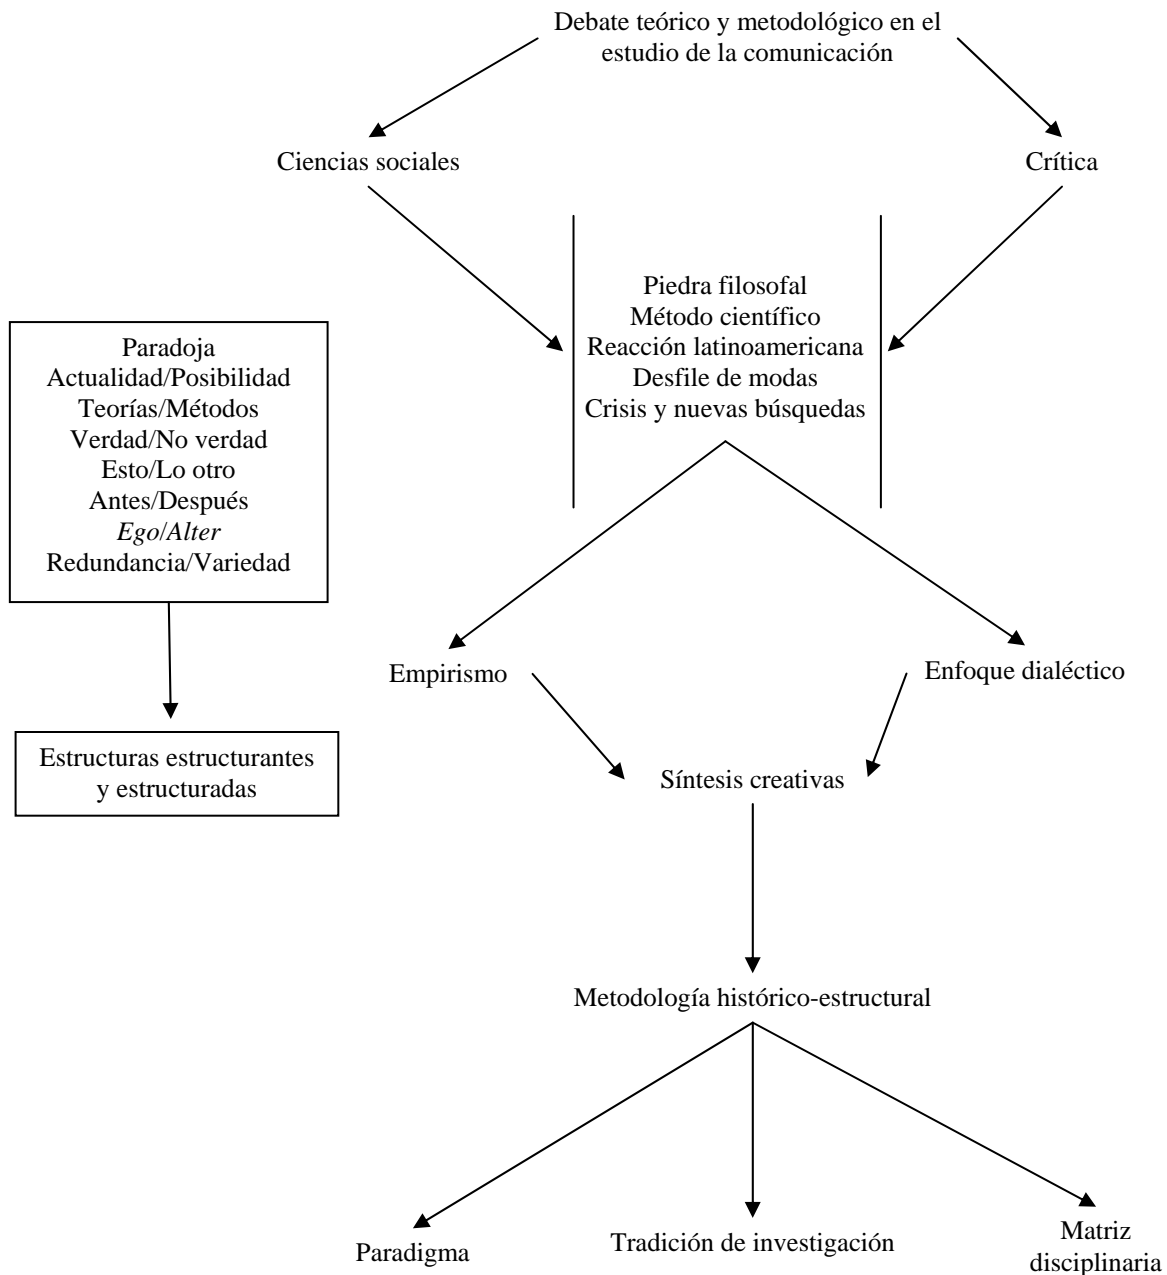 Debate teórico y metodológico en el
estudio de la comunicación
Ciencias sociales
Crítica
Piedra filosofal
Método científico
Reacción latinoamericana
Desfile de modas
Crisis y nuevas búsquedas
Paradoja
Actualidad/Posibilidad
Teorías/Métodos
Verdad/No verdad
Esto/Lo otro
Antes/Después
Ego/Alter
Redundancia/Variedad
Empirismo
Enfoque dialéctico
Estructuras estructurantes
y estructuradas
Síntesis creativas
Metodología histórico-estructural
Paradigma
Tradición de investigación
Matriz
disciplinaria